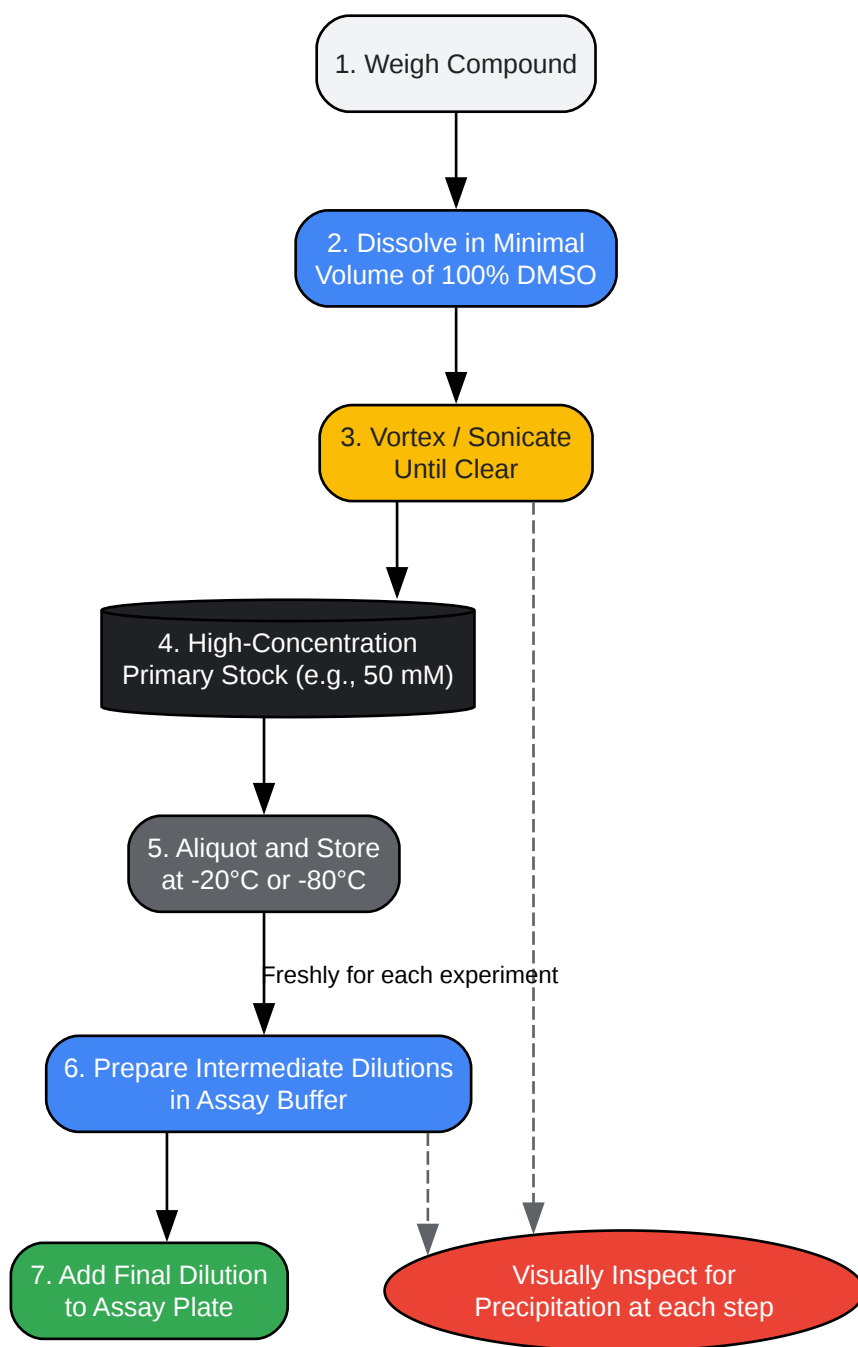 1. Weigh Compound
2. Dissolve in Minimal
Volume of 100% DMSO
3. Vortex / Sonicate
Until Clear
4. High-Concentration
Primary Stock (e.g., 50 mM)
5. Aliquot and Store
at -20°C or -80°C
Freshly for each experiment
6. Prepare Intermediate Dilutions
in Assay Buffer
7. Add Final Dilution
to Assay Plate
Visually Inspect for
Precipitation at each step